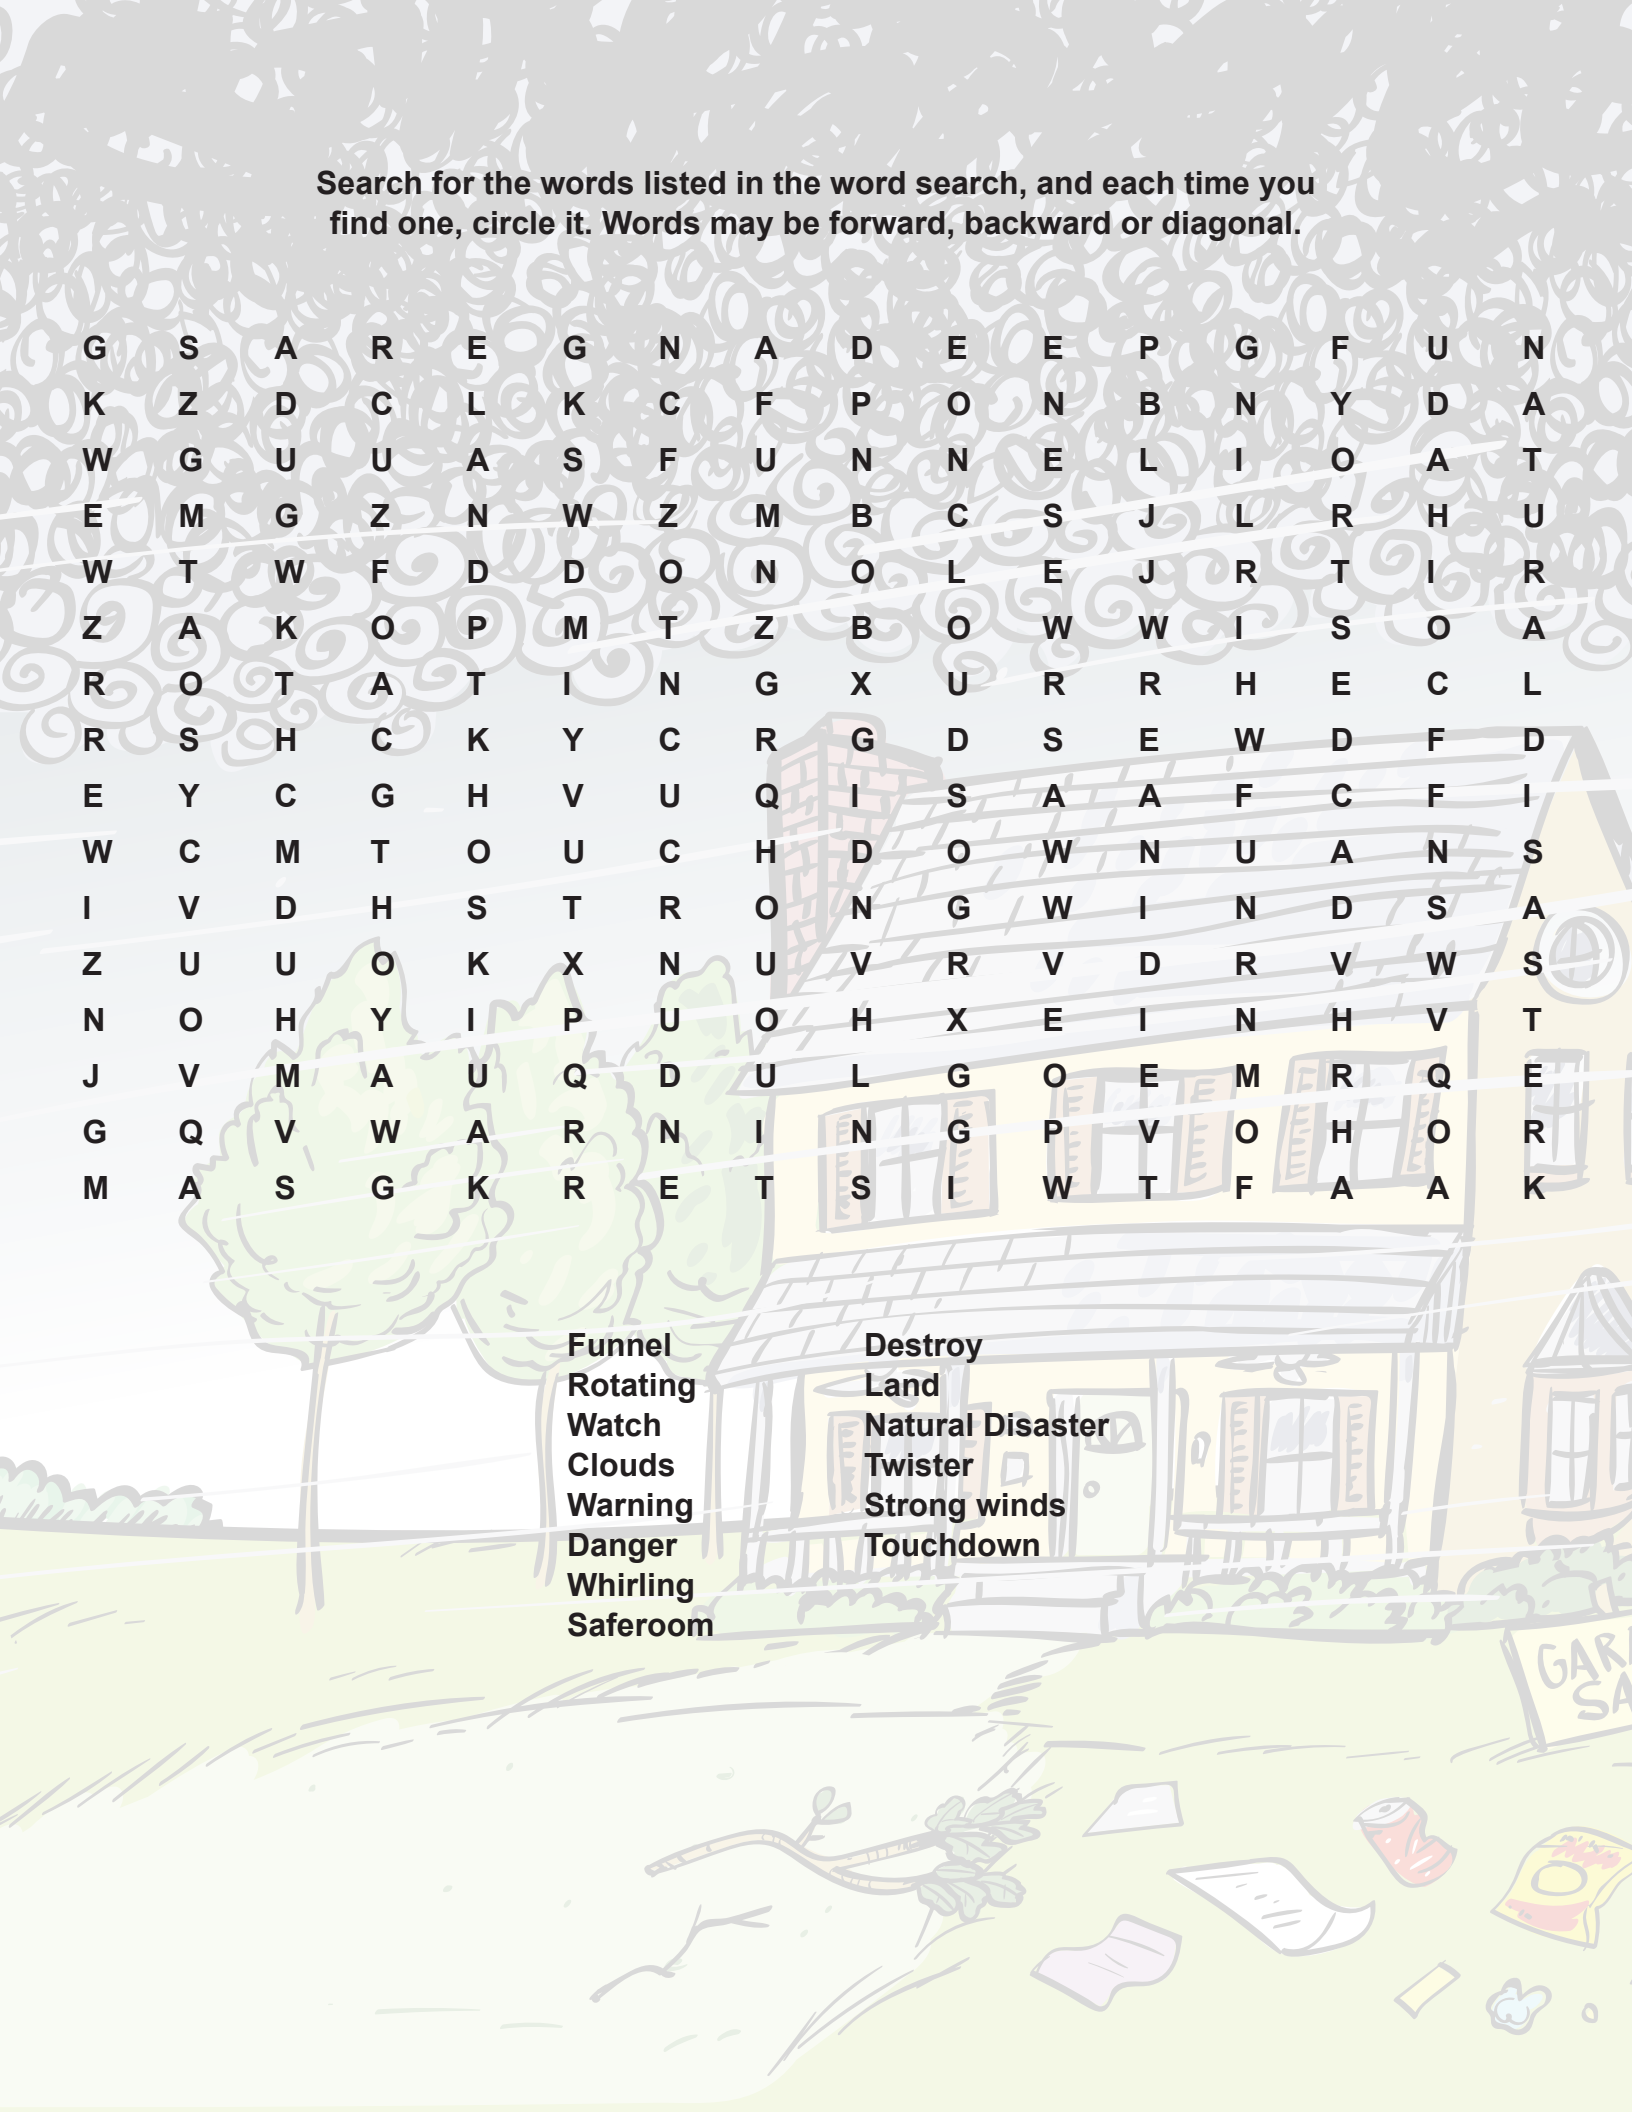 Search for the words listed in the word search, and each time you
find one, circle it. Words may be forward, backward or diagonal.
G S A R E G N A D E E P G F U N
K Z D C L K C F P O N B N Y D A
W G U U A S F U N N E L I O A T
E M G Z N W Z M B C S J L R H U
W T W F D D O N O L E J R T I R
Z A K O P M T Z B O W W I S O A
R O T A T I N G X U R R H E C L
R S H C K Y C R G D S E W D F D
E Y C G H V U Q I S A A F C F I
W C M T O U C H D O W N U A N S
I V D H S T R O N G W I N D S A
Z U U O K X N U V R V D R V W S
N O H Y I P U O H X E I N H V T
J V M A U Q D U L G O E M R Q E
G Q V W A R N I N G P V O H O R
M A S G K R E T S I W T F A A K
Funnel
Rotating
Watch
Clouds
Warning
Danger
Whirling
Saferoom
Destroy
Land
Natural Disaster
Twister
Strong winds
Touchdown